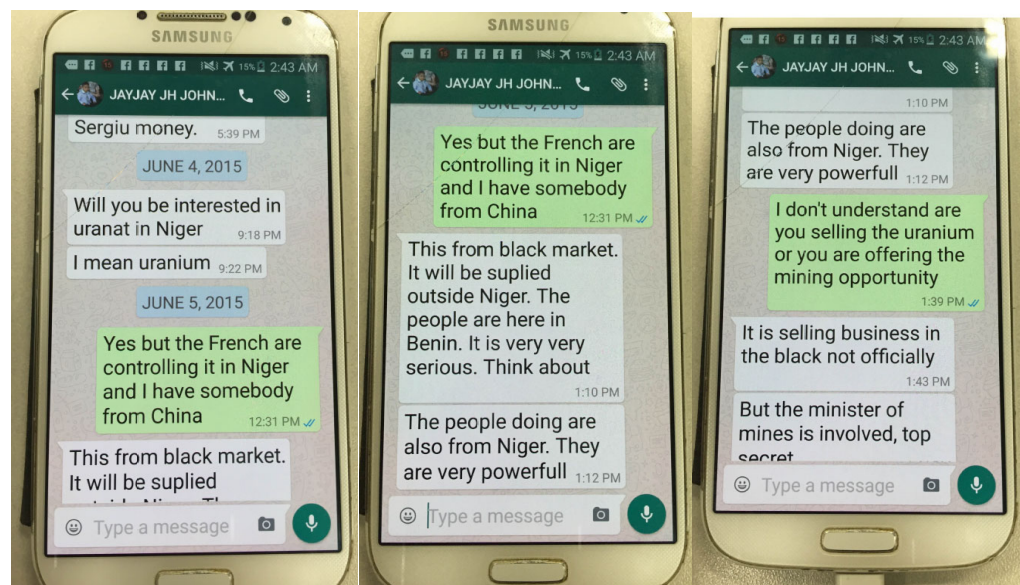 SAMSUNG
15% 2:43 AM
JAYJAY JH JOHN...
Sergiu money. 5:39 PM
JUNE 4, 2015
Will you be interested in
uranat in Niger 9:18 PM
I mean uranium 9:22 PM
JUNE 5, 2015
Yes but the French are
controlling it in Niger
and I have somebody
from China 12:31 PM
This from black market.
It will be suplied
Type a message
SAMSUNG
15% 2:43 AM
JAYJAY JH JOHN...
JUNE 5, 2015
Yes but the French are
controlling it in Niger
and I have somebody
from China 12:31 PM
This from black market.
It will be suplied
outside Niger. The
people are here in
Benin. It is very very
serious. Think about
1:10 PM
The people doing are
also from Niger. They
are very powerfull 1:12 PM
Type a message
15% 2:43 AM
JAYJAY JH JOHN...
1:10 PM
The people doing are
also from Niger. They
are very powerfull 1:12 PM
I don't understand are
you selling the uranium
or you are offering the
mining opportunity
1:39 PM
It is selling business in
the black not officially
1:43 PM
But the minister of
mines is involved, top
secret
Type a message